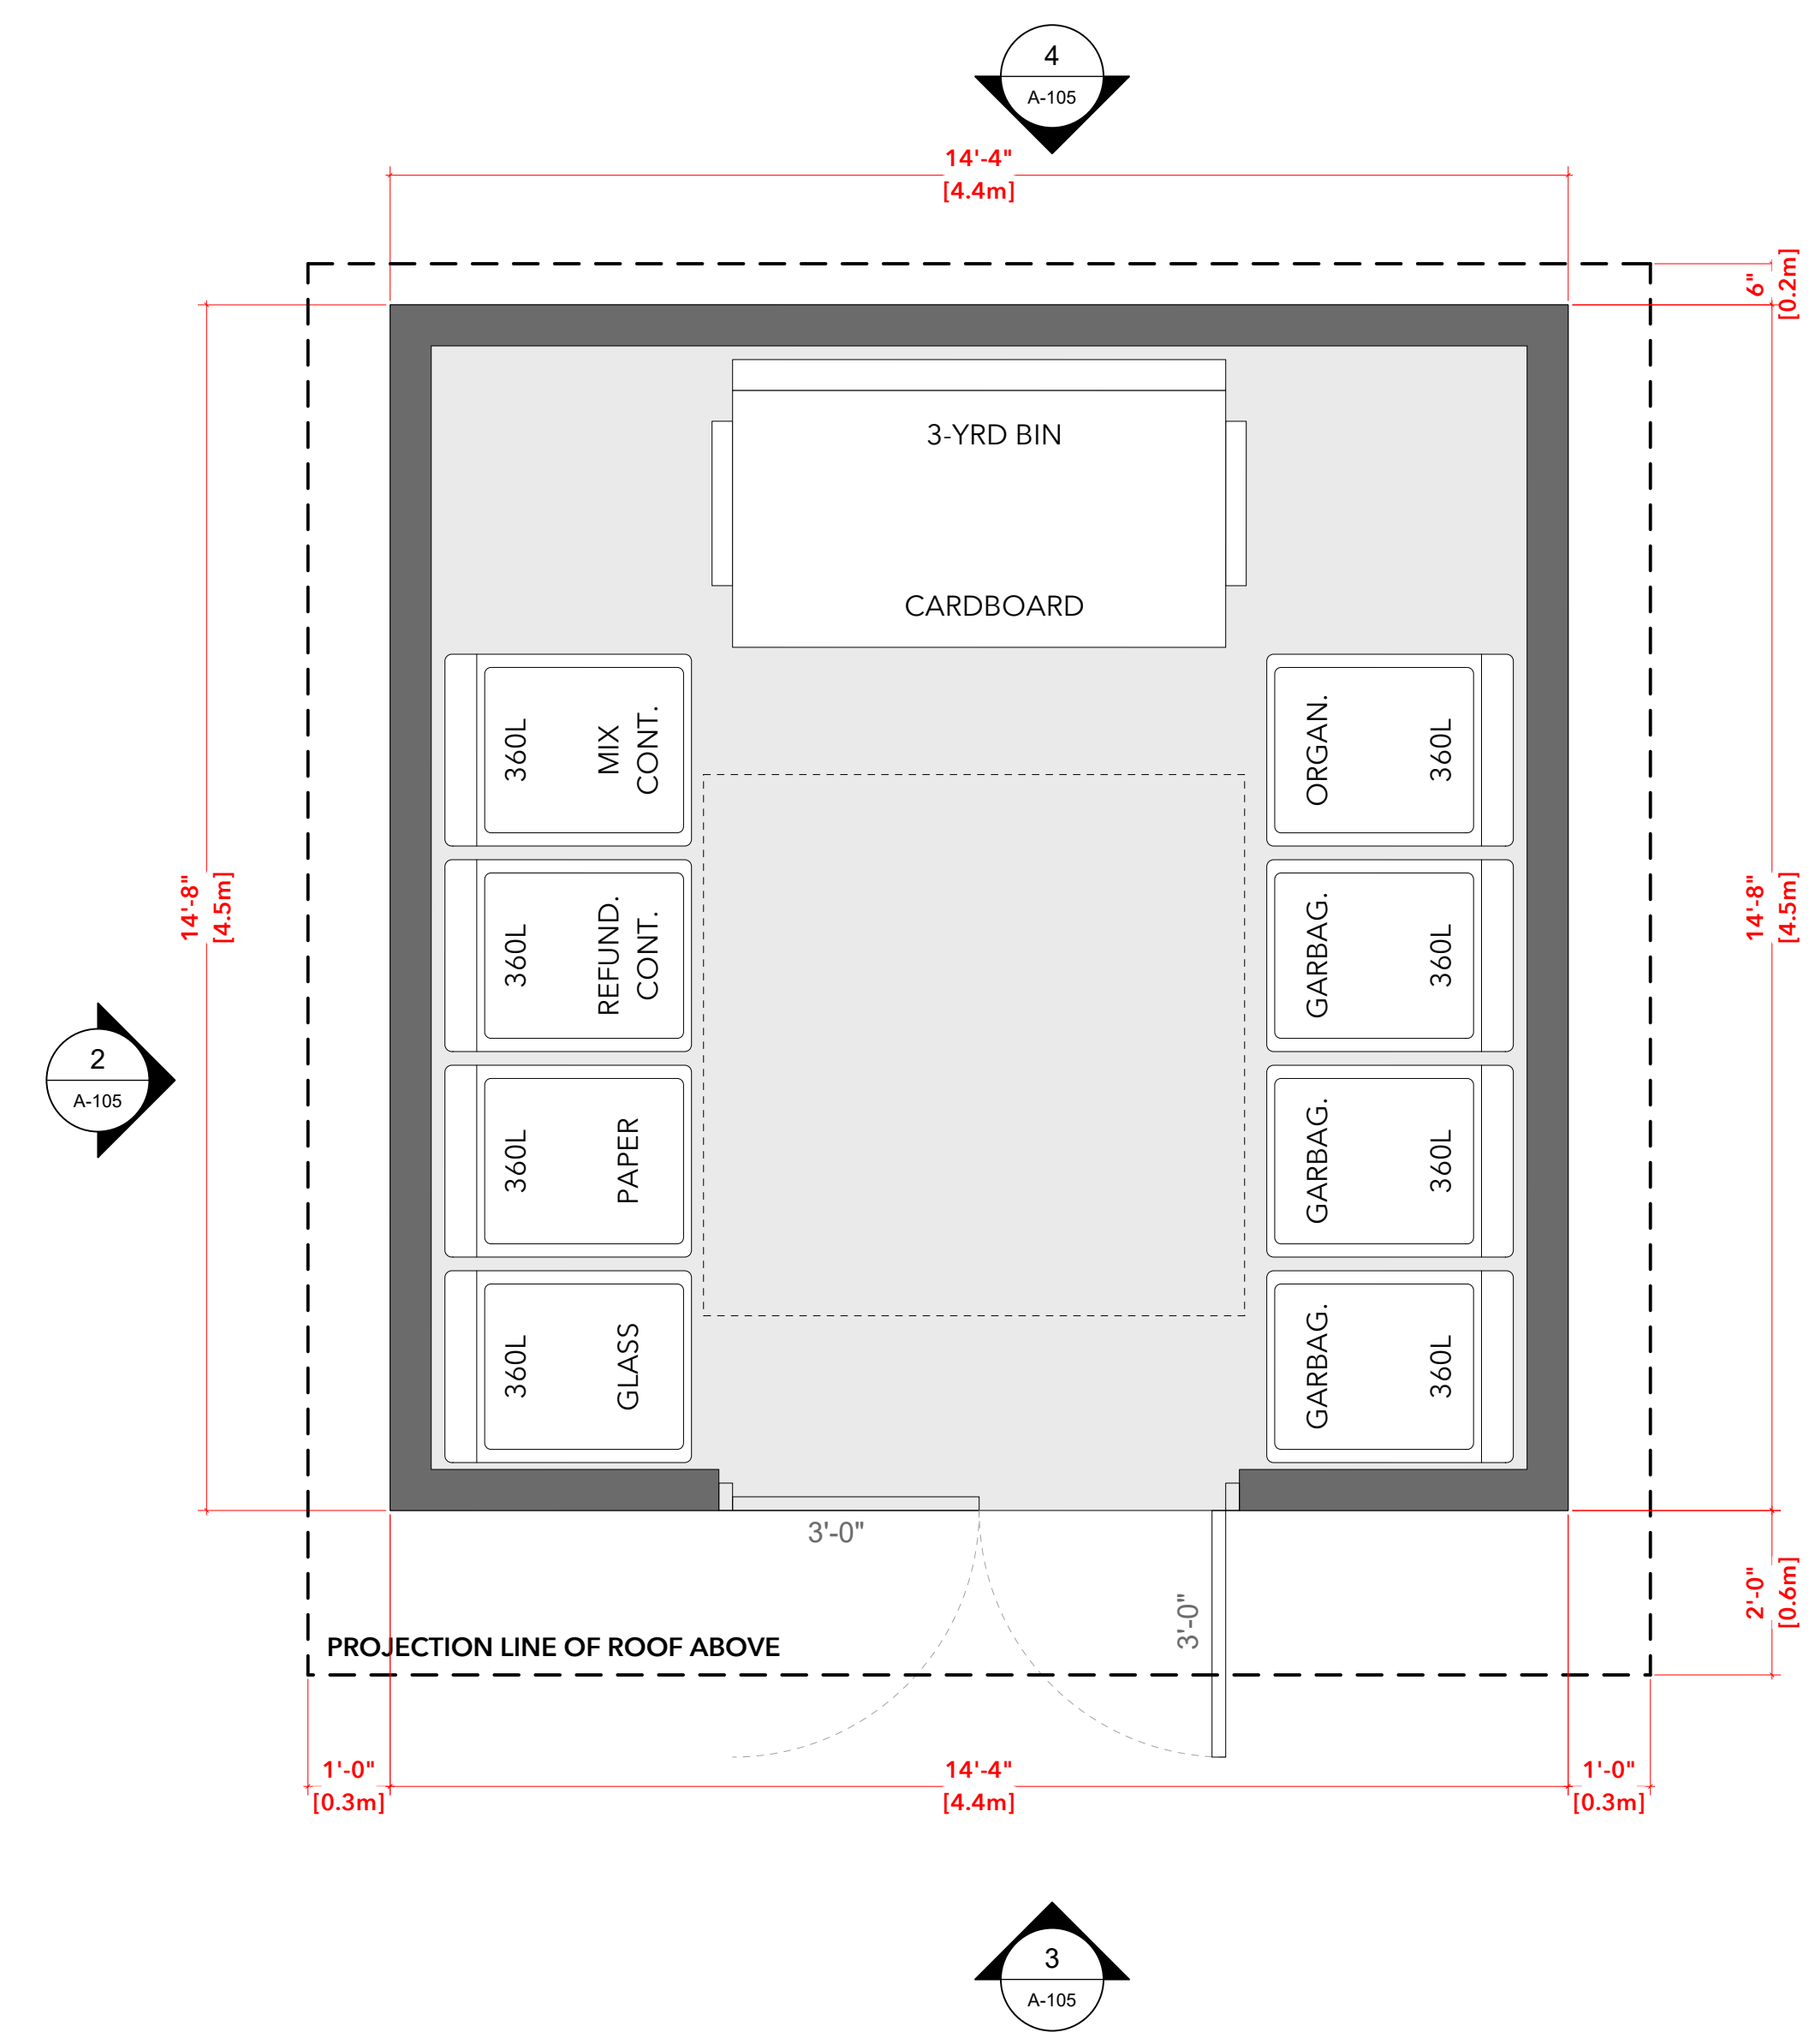 4
A-105
14'-4"
[4.4m]
6"
[0.2m]
3-YRD BIN
CARDBOARD
360L
MIX
CONT.
ORGAN.
360L
14'-8"
[4.5m]
360L
REFUND.
CONT.
GARBAG.
360L
14'-8"
[4.5m]
2
A-105
360L
PAPER
GARBAG.
360L
360L
GLASS
GARBAG.
360L
3'-0"
3'-0"
2'-0"
[0.6m]
PROJECTION LINE OF ROOF ABOVE
1'-0"
[0.3m]
14'-4"
[4.4m]
1'-0"
[0.3m]
3
A-105